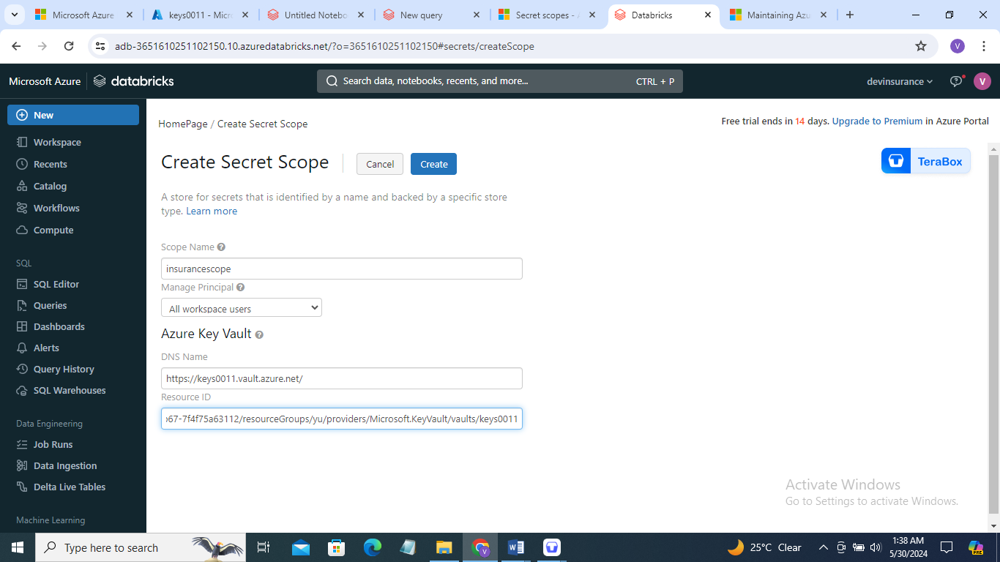 Microsoft Azure
keys0011 - Micr
Untitled Notebo
New query
Secret scopes - A
Databricks
Maintaining Azu
adb-3651610251102150.10.azuredatabricks.net/?o=3651610251102150#secrets/createScope
V
Microsoft Azure
databricks
Search data, notebooks, recents, and more...
CTRL + P
devinsurance
V
New
Workspace
Recents
Catalog
Workflows
Compute
SQL
SQL Editor
Queries
Dashboards
Alerts
Query History
SQL Warehouses
Data Engineering
Job Runs
Data Ingestion
Delta Live Tables
Machine Learning
HomePage / Create Secret Scope
Free trial ends in 14 days. Upgrade to Premium in Azure Portal
Create Secret Scope
Cancel
Create
TeraBox
A store for secrets that is identified by a name and backed by a specific store
type. Learn more
Scope Name
insurancescope
Manage Principal
All workspace users
Azure Key Vault
DNS Name
https://keys0011.vault.azure.net/
Resource ID
b67-7f4f75a63112/resourceGroups/yu/providers/Microsoft.KeyVault/vaults/keys0011
Activate Windows
Go to Settings to activate Windows.
Type here to search
25°C Clear
1:38 AM
5/30/2024
PRE